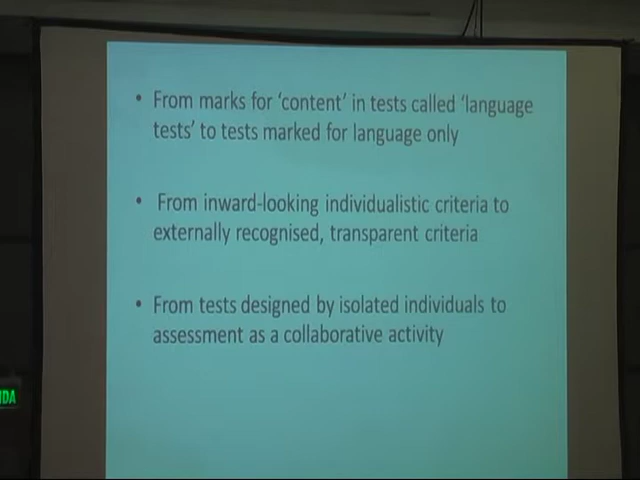 • From marks for ‘content’ in tests called ‘language
tests’ to tests marked for language only
• From inward-looking individualistic criteria to
externally recognised, transparent criteria
• From tests designed by isolated individuals to
assessment as a collaborative activity
IDA